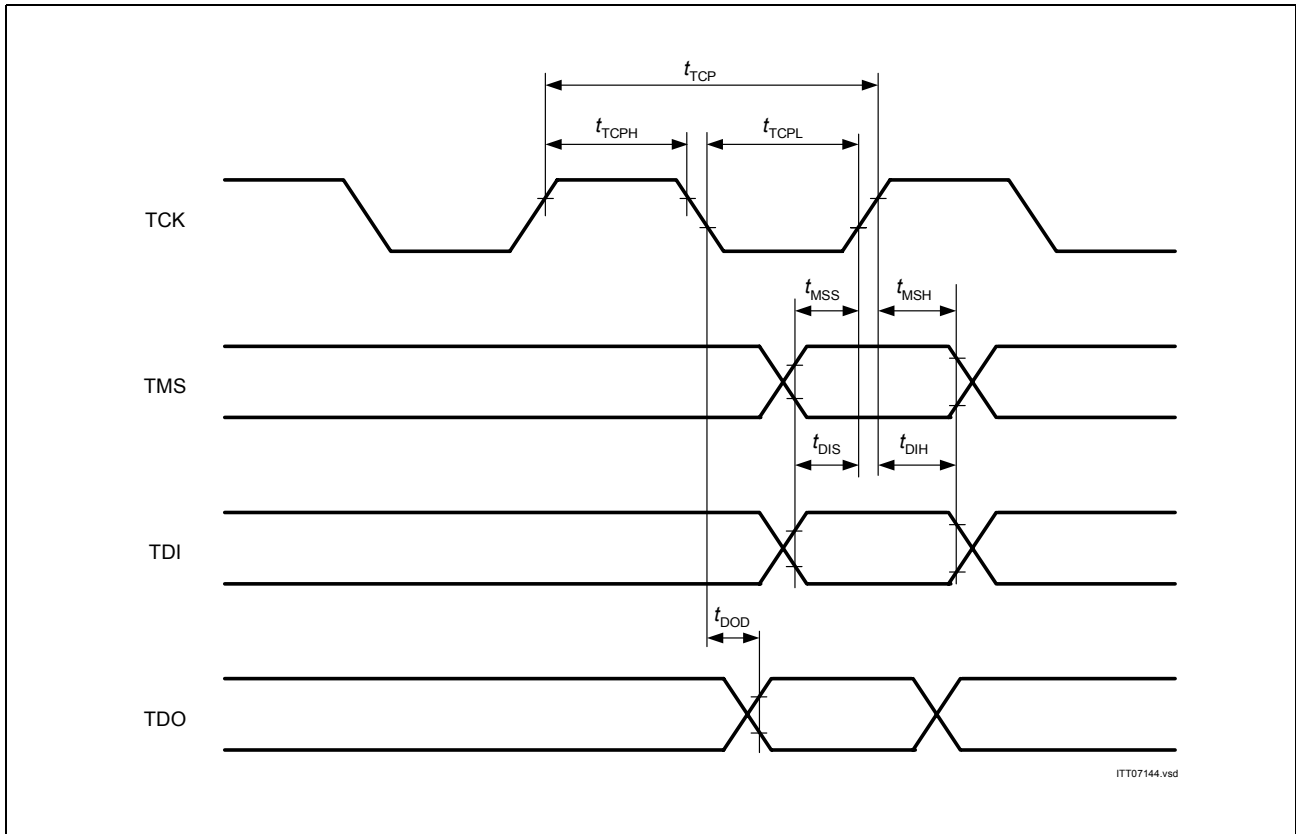 tTCP
tTCPH tTCPL
TCK
tMSS tMSH
TMS
tDIS tDIH
TDI
tDOD
TDO
ITT07144.vsd